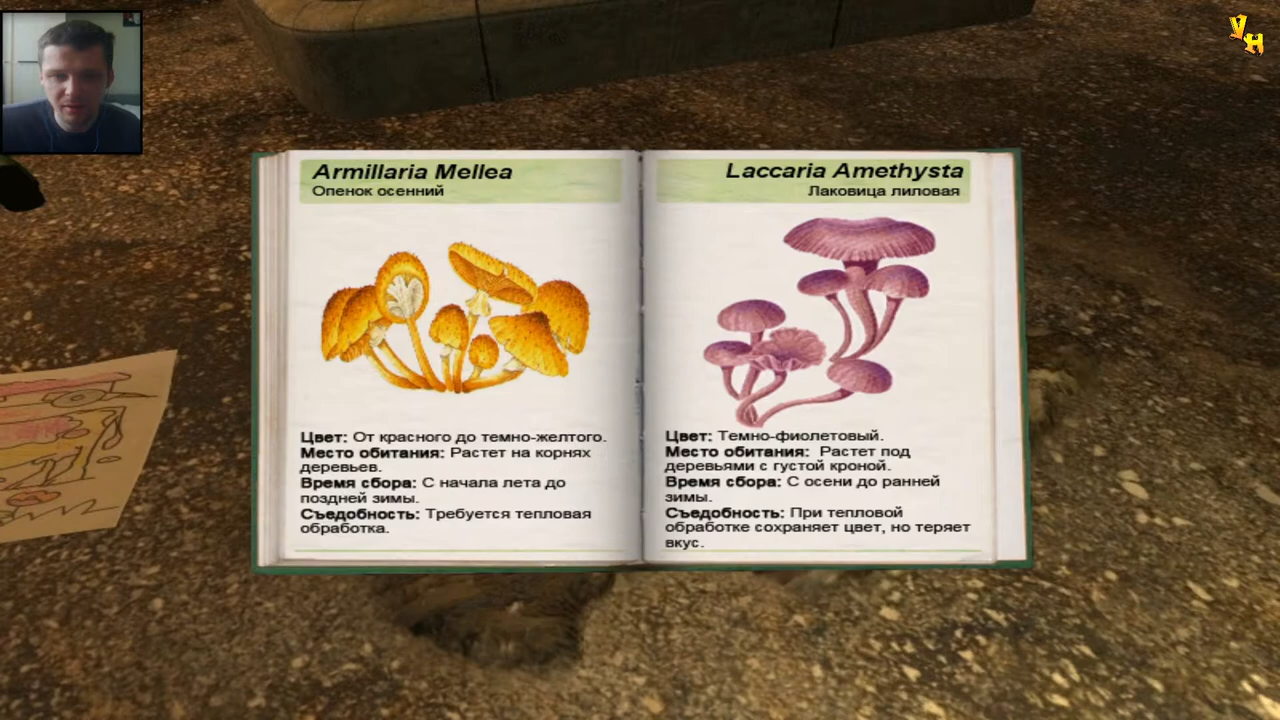 Armillaria Mellea
Опенок осенний
Цвет: От красного до темно-желтого.
Место обитания: Растет на корнях
деревьев.
Время сбора: С начала лета до
поздней зимы.
Съедобность: Требуется тепловая
обработка.
Laccaria Amethysta
Лаковица лиловая
Цвет: Темно-фиолетовый.
Место обитания: Растет под
деревьями с густой кроной.
Время сбора: С осени до ранней
зимы.
Съедобность: При тепловой
обработке сохраняет цвет, но теряет
вкус.
УН